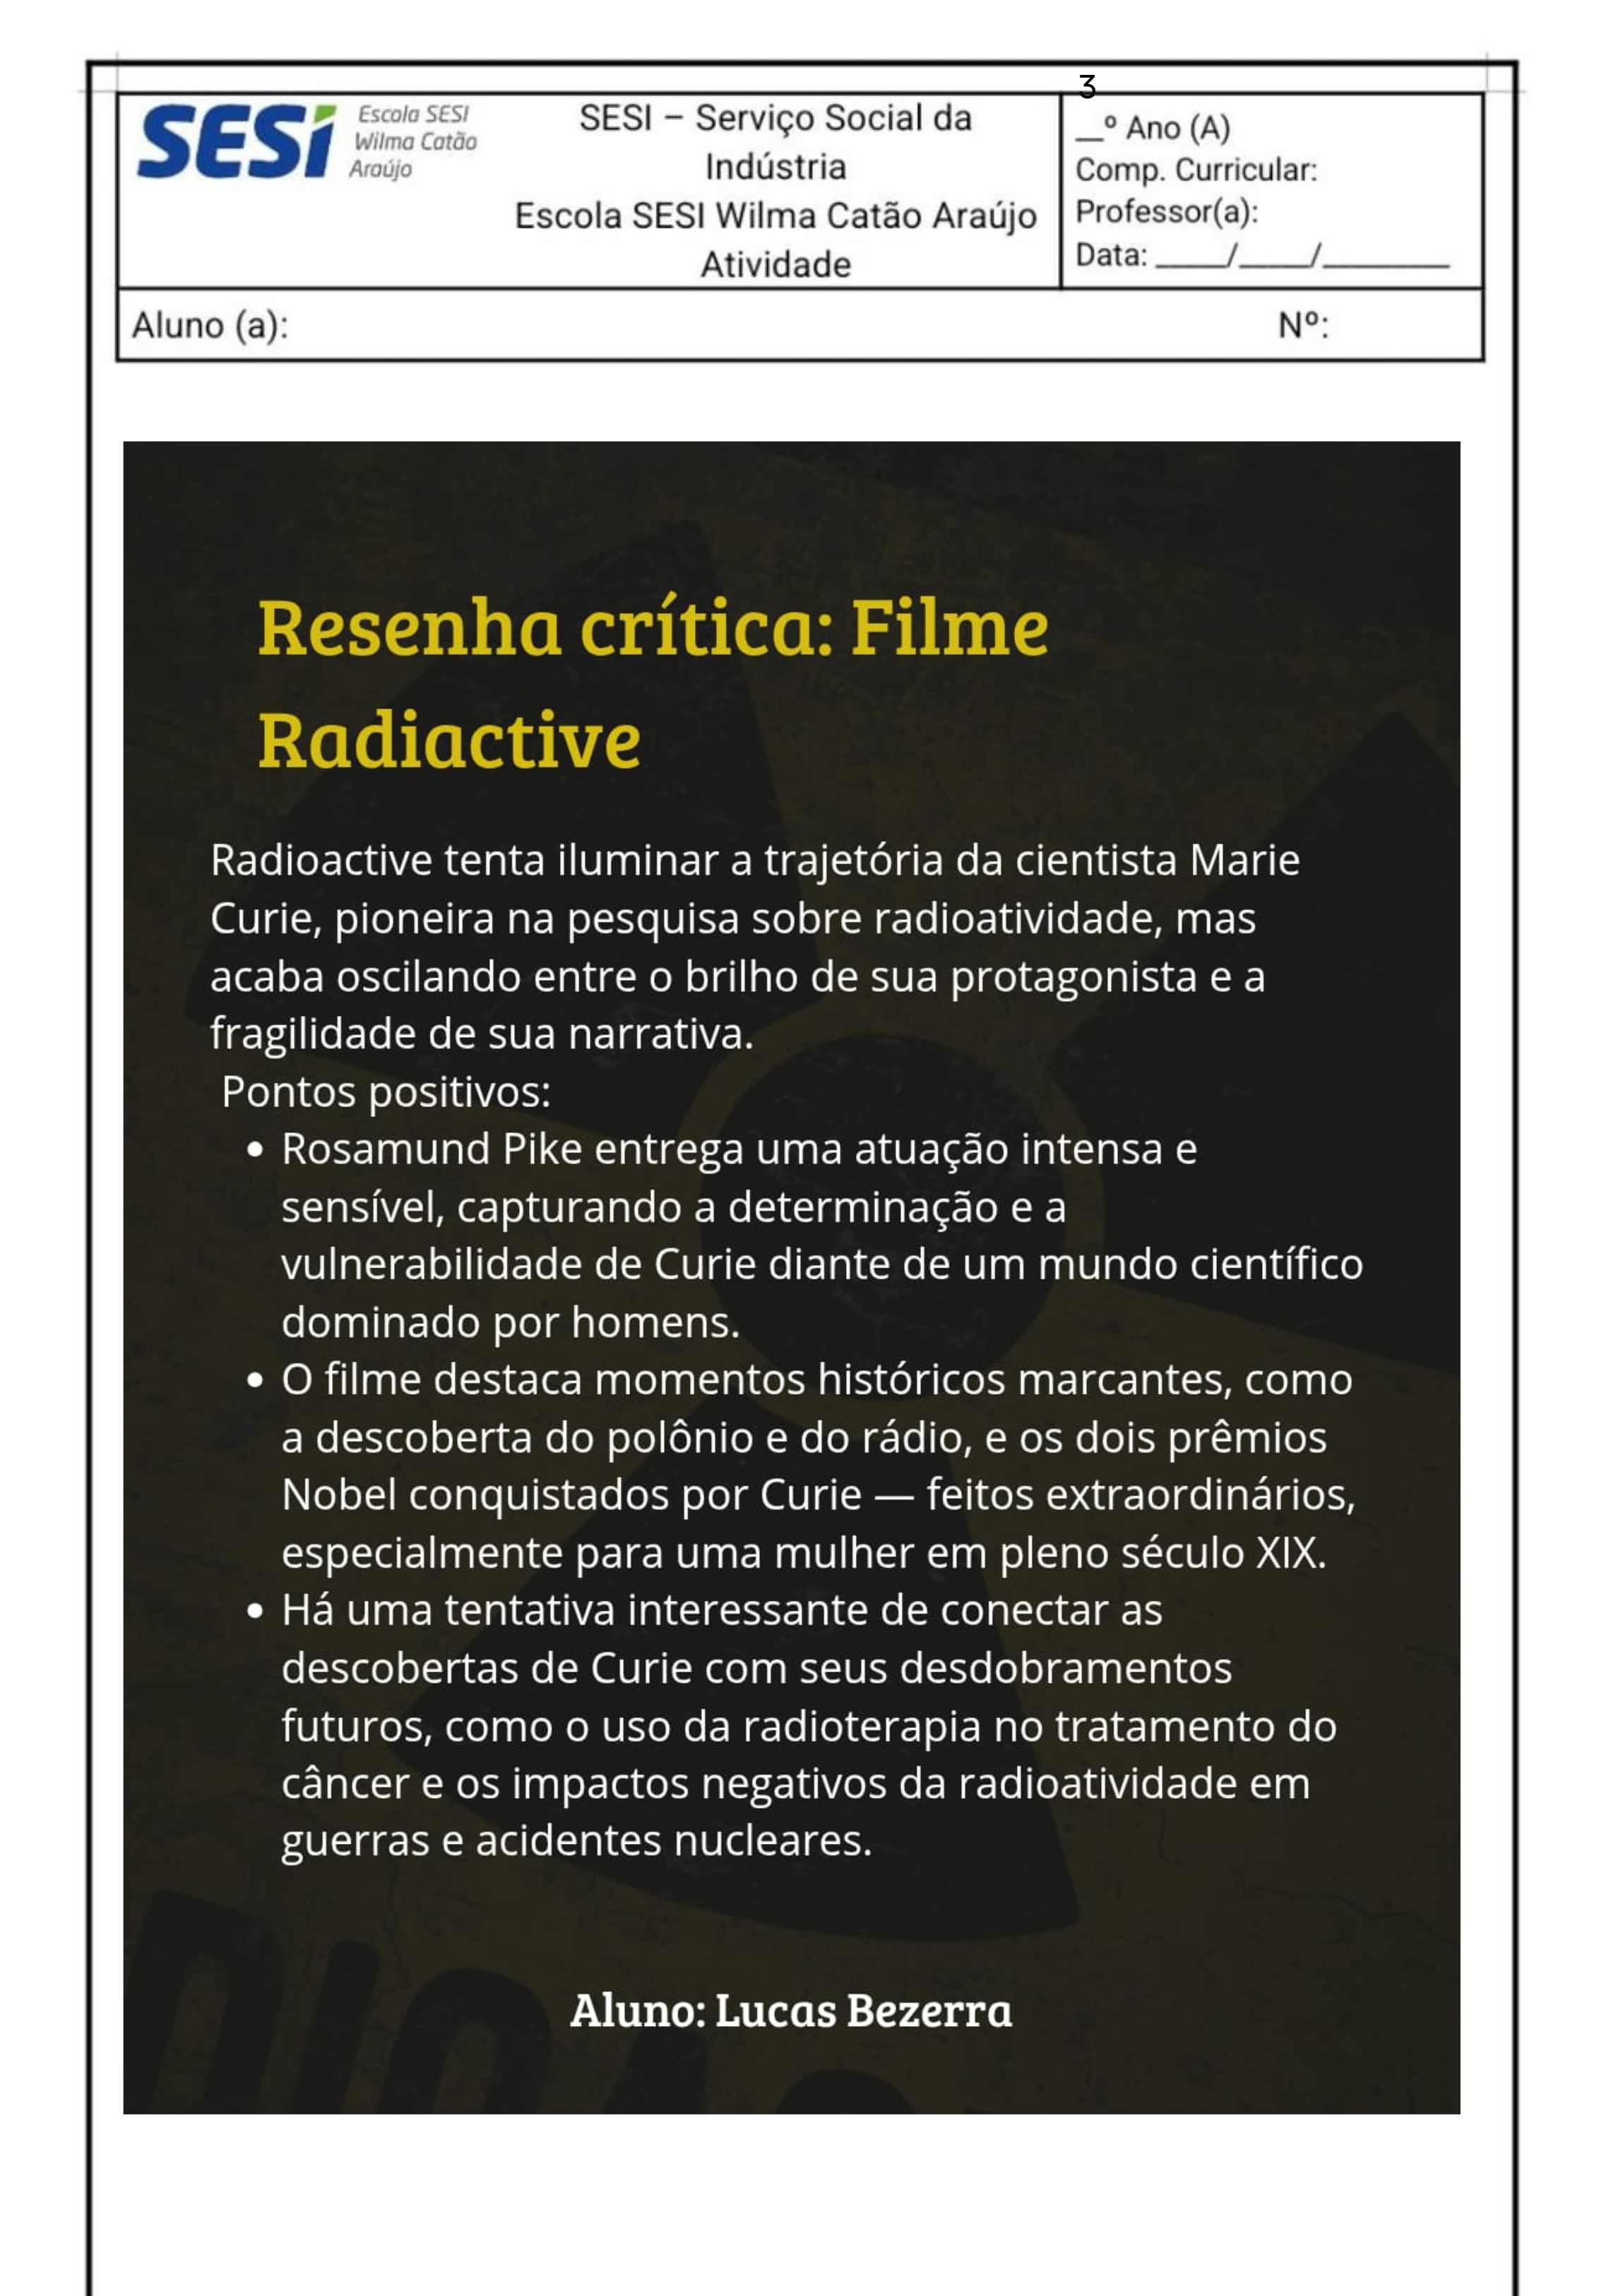 3
SESI
Escola SESI
Wilma Catão
Araújo
SESI – Serviço Social da
Indústria
Escola SESI Wilma Catão Araújo
Atividade
__º Ano (A)
Comp. Curricular:
Professor(a):
Data: ____/____/_______
Aluno (a):
Nº:
Resenha crítica: Filme
Radiactive
Radioactive tenta iluminar a trajetória da cientista Marie
Curie, pioneira na pesquisa sobre radioatividade, mas
acaba oscilando entre o brilho de sua protagonista e a
fragilidade de sua narrativa.
Pontos positivos:
• Rosamund Pike entrega uma atuação intensa e
sensível, capturando a determinação e a
vulnerabilidade de Curie diante de um mundo científico
dominado por homens.
• O filme destaca momentos históricos marcantes, como
a descoberta do polônio e do rádio, e os dois prêmios
Nobel conquistados por Curie — feitos extraordinários,
especialmente para uma mulher em pleno século XIX.
• Há uma tentativa interessante de conectar as
descobertas de Curie com seus desdobramentos
futuros, como o uso da radioterapia no tratamento do
câncer e os impactos negativos da radioatividade em
guerras e acidentes nucleares.
Aluno: Lucas Bezerra